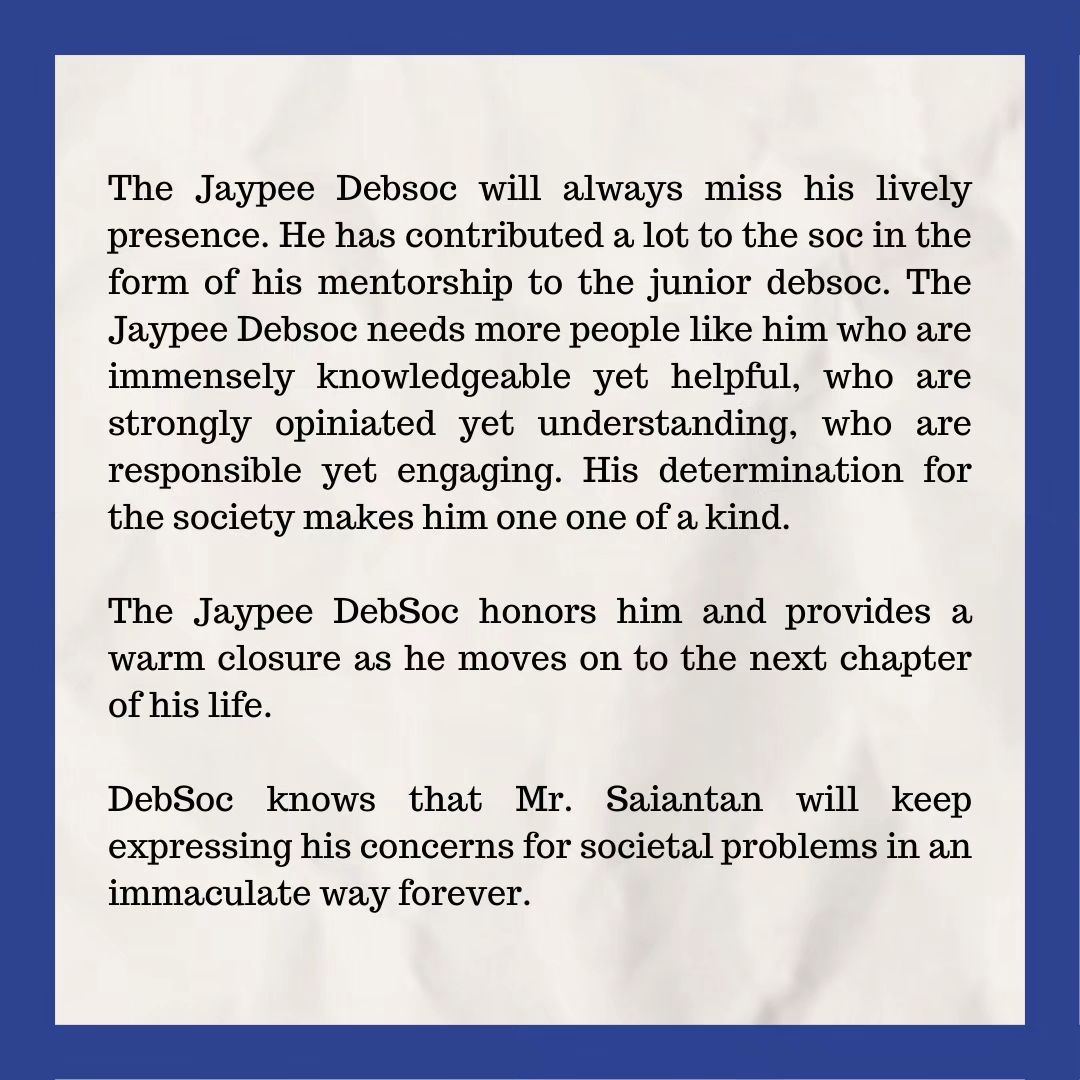 The Jaypee Debsoc will always miss his lively
presence. He has contributed a lot to the soc in the
form of his mentorship to the junior debsoc. The
Jaypee Debsoc needs more people like him who are
immensely knowledgeable yet helpful, who are
strongly opiniated yet understanding, who are
responsible yet engaging. His determination for
the society makes him one one of a kind.
The Jaypee DebSoc honors him and provides a
warm closure as he moves on to the next chapter
of his life.
DebSoc knows that Mr. Saiantan will keep
expressing his concerns for societal problems in an
immaculate way forever.